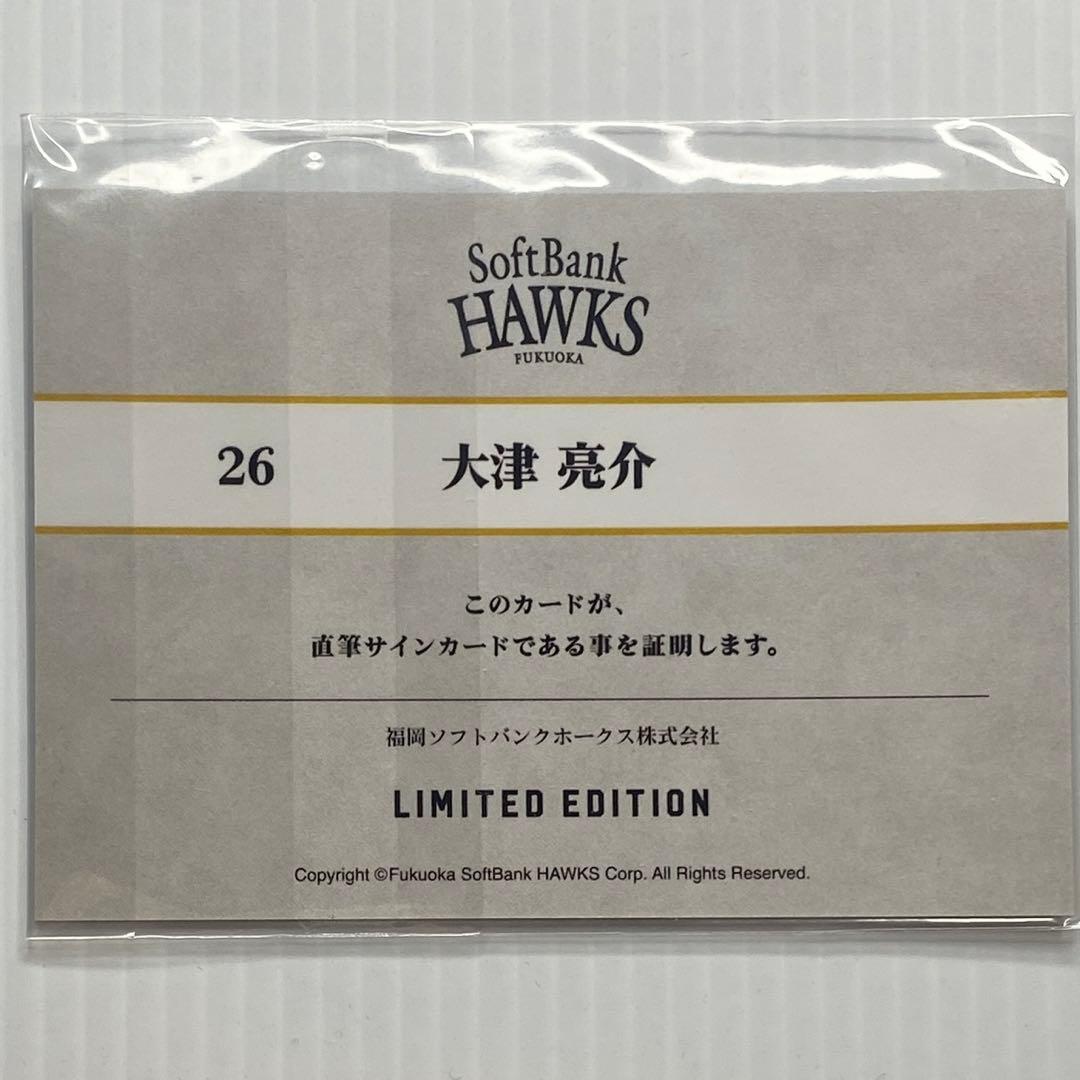 SoftBank
HAWKS
FUKUOKA
26 大津 亮介
このカードが、
直筆サインカードである事を証明します。
福岡ソフトバンクホークス株式会社
LIMITED EDITION
Copyright ©Fukuoka SoftBank HAWKS Corp. All Rights Reserved.